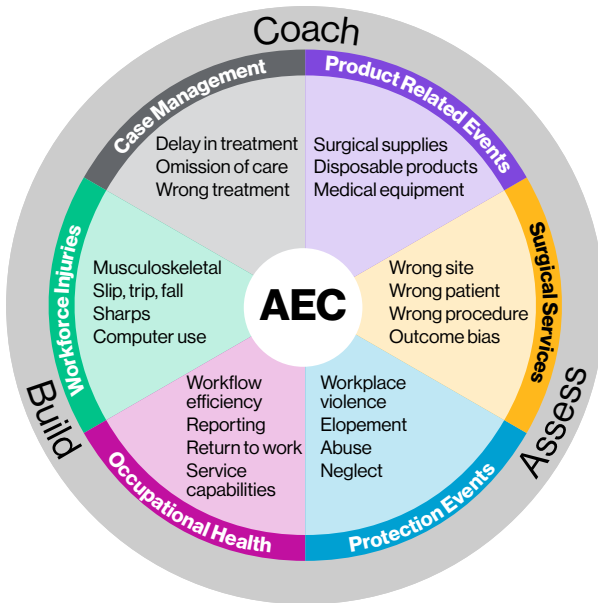 Coach
Case Management
Delay in treatment
Omission of care
Wrong treatment
Product Related Events
Surgical supplies
Disposable products
Medical equipment
Workforce Injuries
Musculoskeletal
Slip, trip, fall
Sharps
Computer use
AEC
Surgical Services
Wrong site
Wrong patient
Wrong procedure
Outcome bias
Build
Occupational Health
Workflow
efficiency
Reporting
Return to work
Service
capabilities
Protection Events
Workplace
violence
Elopement
Abuse
Neglect
Assess